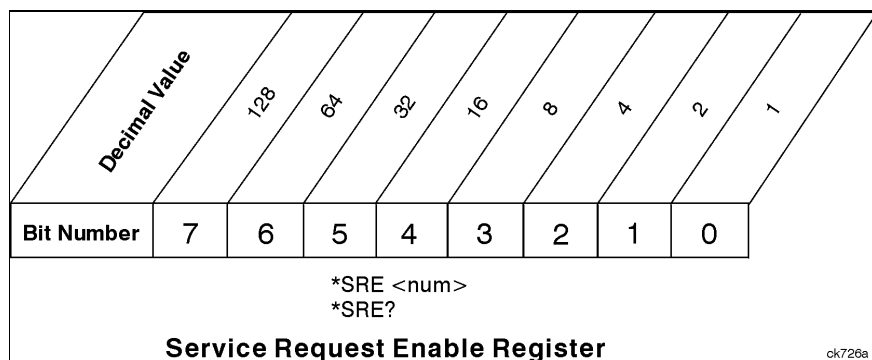 Decimal Value 128 64 32 16 8 4 2 1
Bit Number 7 6 5 4 3 2 1 0
*SRE <num>
*SRE?
Service Request Enable Register
ck726a